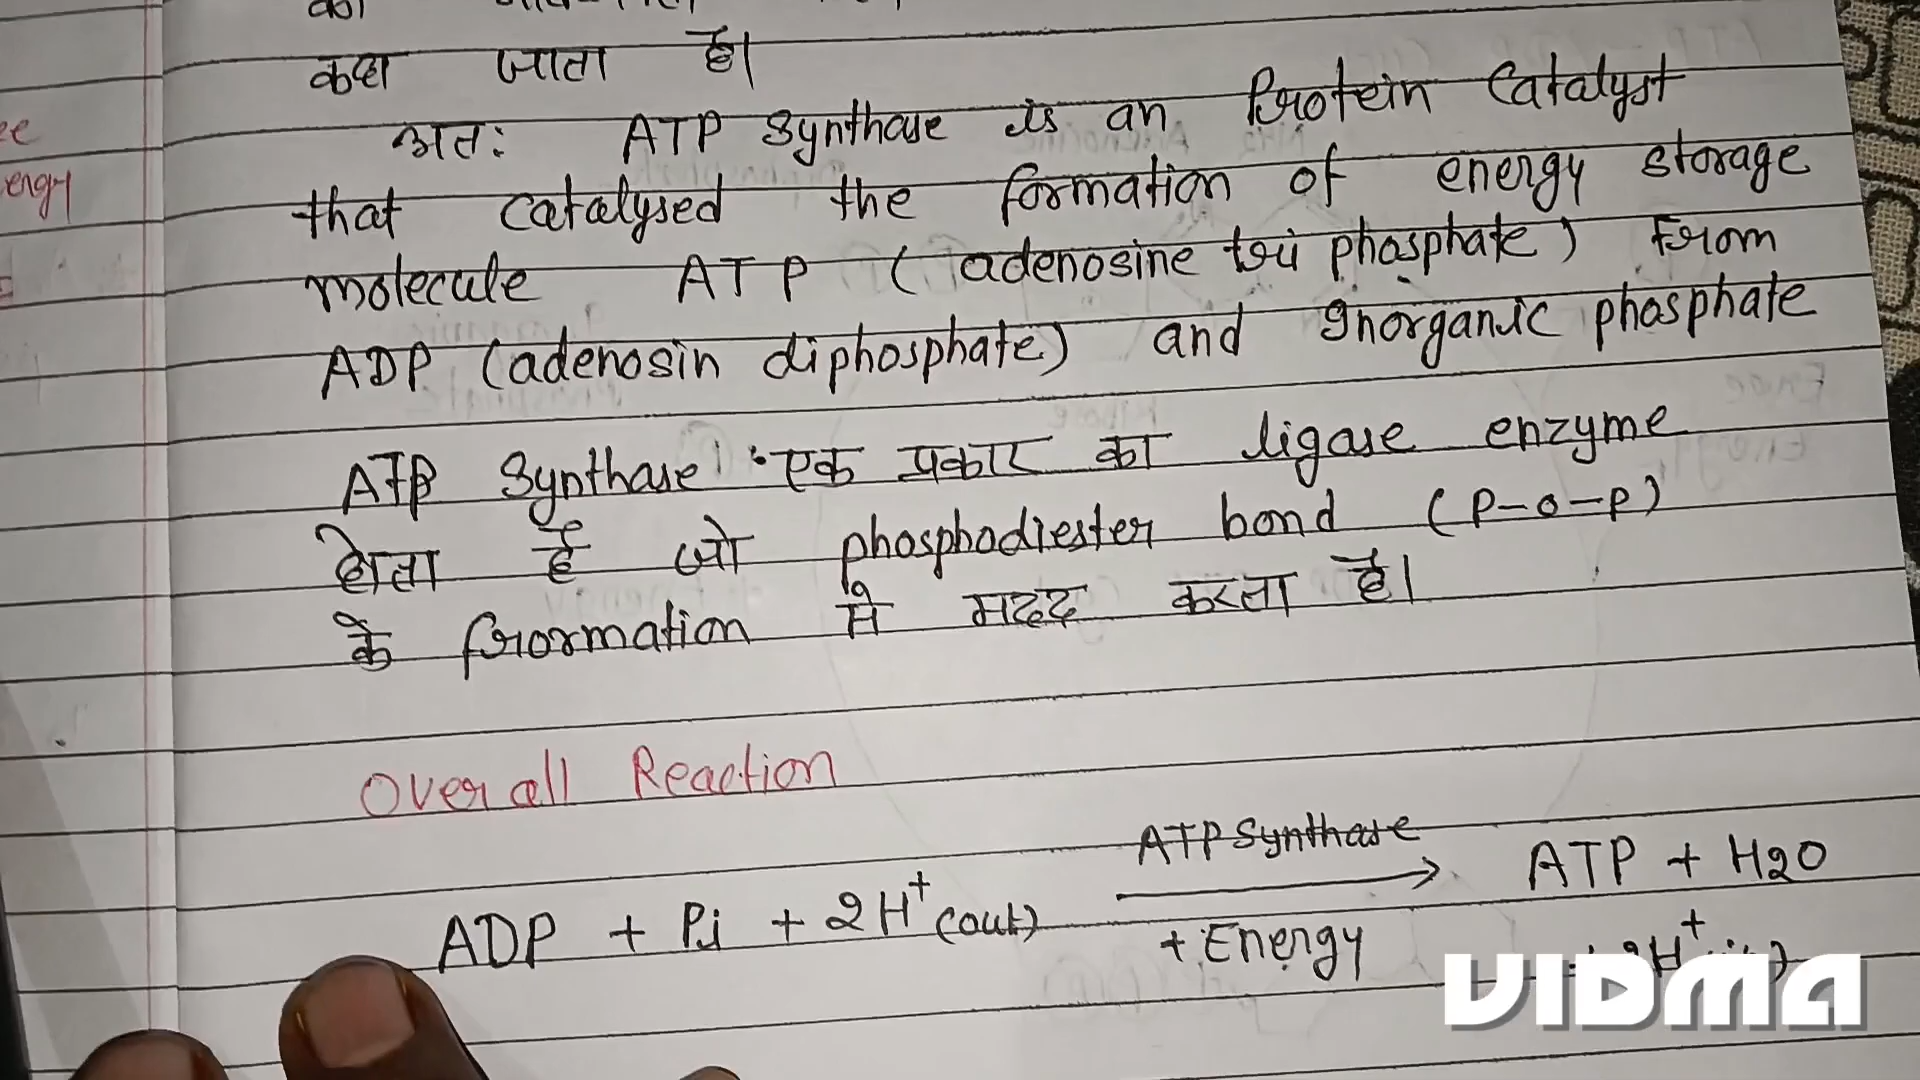 कहा जाता है।
अतः ATP Synthase is an Protein Catalyst
that catalysed the formation of energy storage
molecule ATP (adenosine tri phosphate) From
ADP (adenosin diphosphate) and Inorganic phosphate
ATP Synthase एक प्रकार का ligase enzyme
होता है जो phosphodiester bond (P-O-P)
के formation मे मदद करता है।
Over all Reaction
ATP Synthase
ADP + Pi + 2H+ (out) → ATP + H2O
+ Energy
ergy
VIDMA